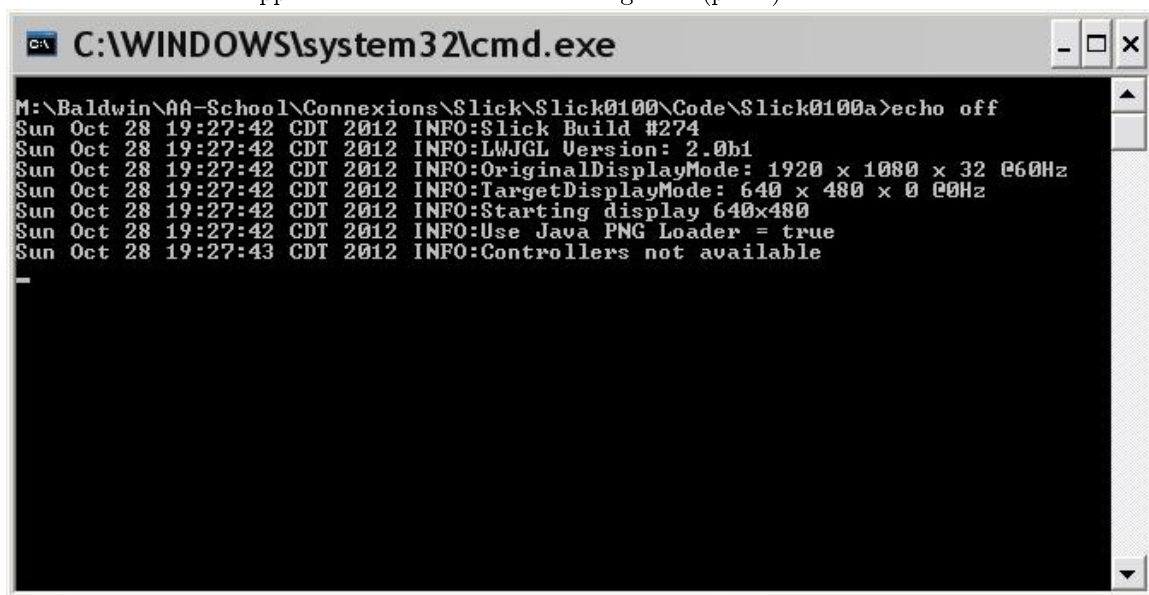 C:\WINDOWS\system32\cmd.exe
M:\Baldwin\AA-School\Connexions\Slick\Slick0100\Code\Slick0100a>echo off
Sun Oct 28 19:27:42 CDT 2012 INFO:Slick Build #274
Sun Oct 28 19:27:42 CDT 2012 INFO:LWJGL Version: 2.0b1
Sun Oct 28 19:27:42 CDT 2012 INFO:OriginalDisplayMode: 1920 x 1080 x 32 @60Hz
Sun Oct 28 19:27:42 CDT 2012 INFO:TargetDisplayMode: 640 x 480 x 0 @0Hz
Sun Oct 28 19:27:42 CDT 2012 INFO:Starting display 640x480
Sun Oct 28 19:27:42 CDT 2012 INFO:Use Java PNG Loader = true
Sun Oct 28 19:27:43 CDT 2012 INFO:Controllers not available